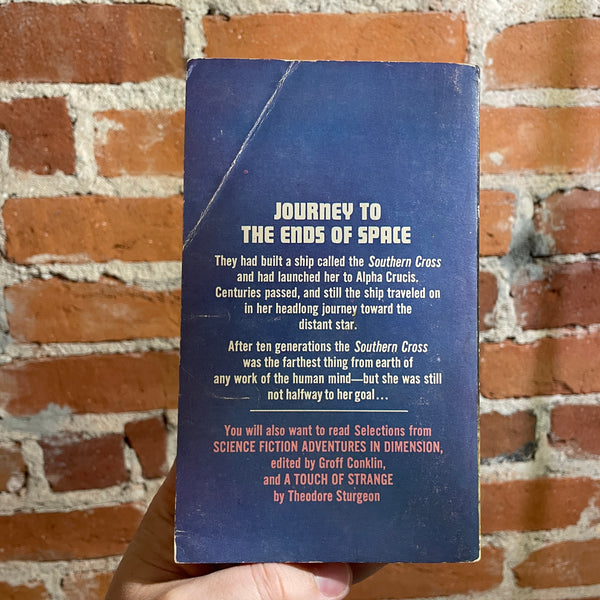 JOURNEY TO
THE ENDS OF SPACE
They had built a ship called the Southern Cross
and had launched her to Alpha Crucis.
Centuries passed, and still the ship traveled on
in her headlong journey toward the
distant star.
After ten generations the Southern Cross
was the farthest thing from earth of
any work of the human mind—but she was still
not halfway to her goal...
You will also want to read Selections from
SCIENCE FICTION ADVENTURES IN DIMENSION,
edited by Groff Conklin,
and A TOUCH OF STRANGE
by Theodore Sturgeon